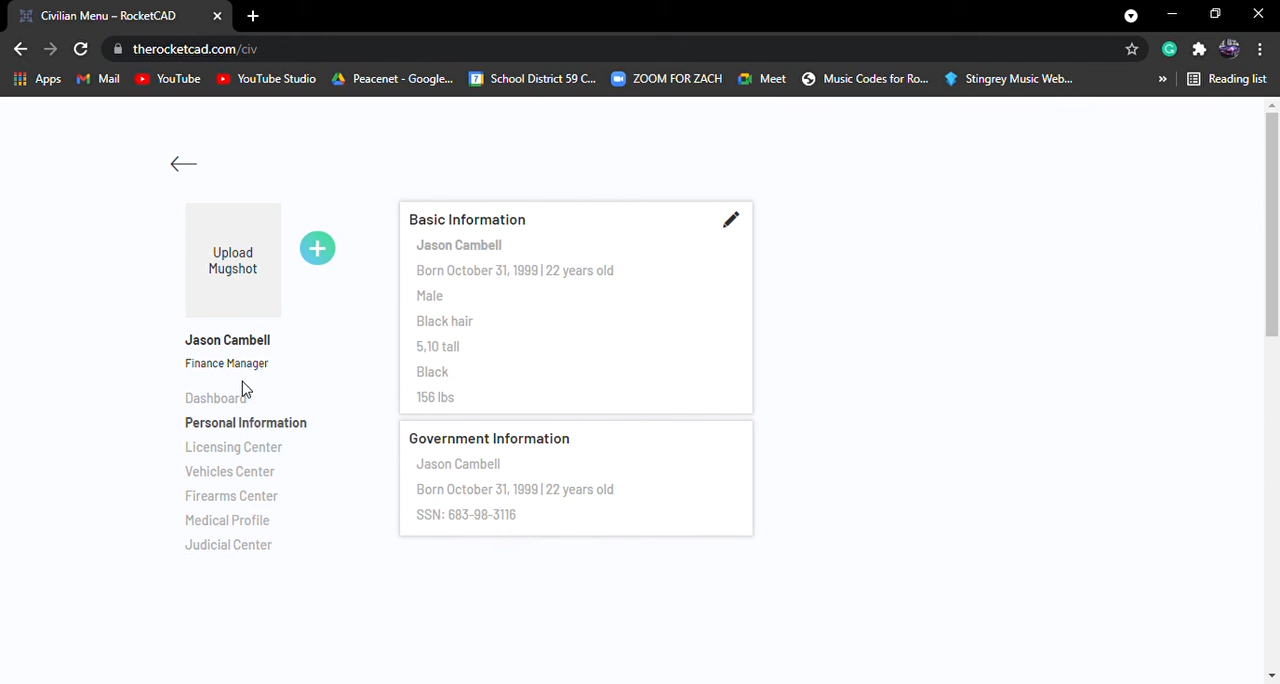 Civilian Menu – RocketCAD
therocketcad.com/civ
Apps
Mail
YouTube
YouTube Studio
Peacenet - Google...
School District 59 C...
ZOOM FOR ZACH
Meet
Music Codes for Ro...
Stingrey Music Web...
»
Reading list
Upload
Mugshot
Jason Cambell
Finance Manager
Dashboard
Personal Information
Licensing Center
Vehicles Center
Firearms Center
Medical Profile
Judicial Center
Basic Information
Jason Cambell
Born October 31, 1999 | 22 years old
Male
Black hair
5,10 tall
Black
156 lbs
Government Information
Jason Cambell
Born October 31, 1999 | 22 years old
SSN: 683-98-3116